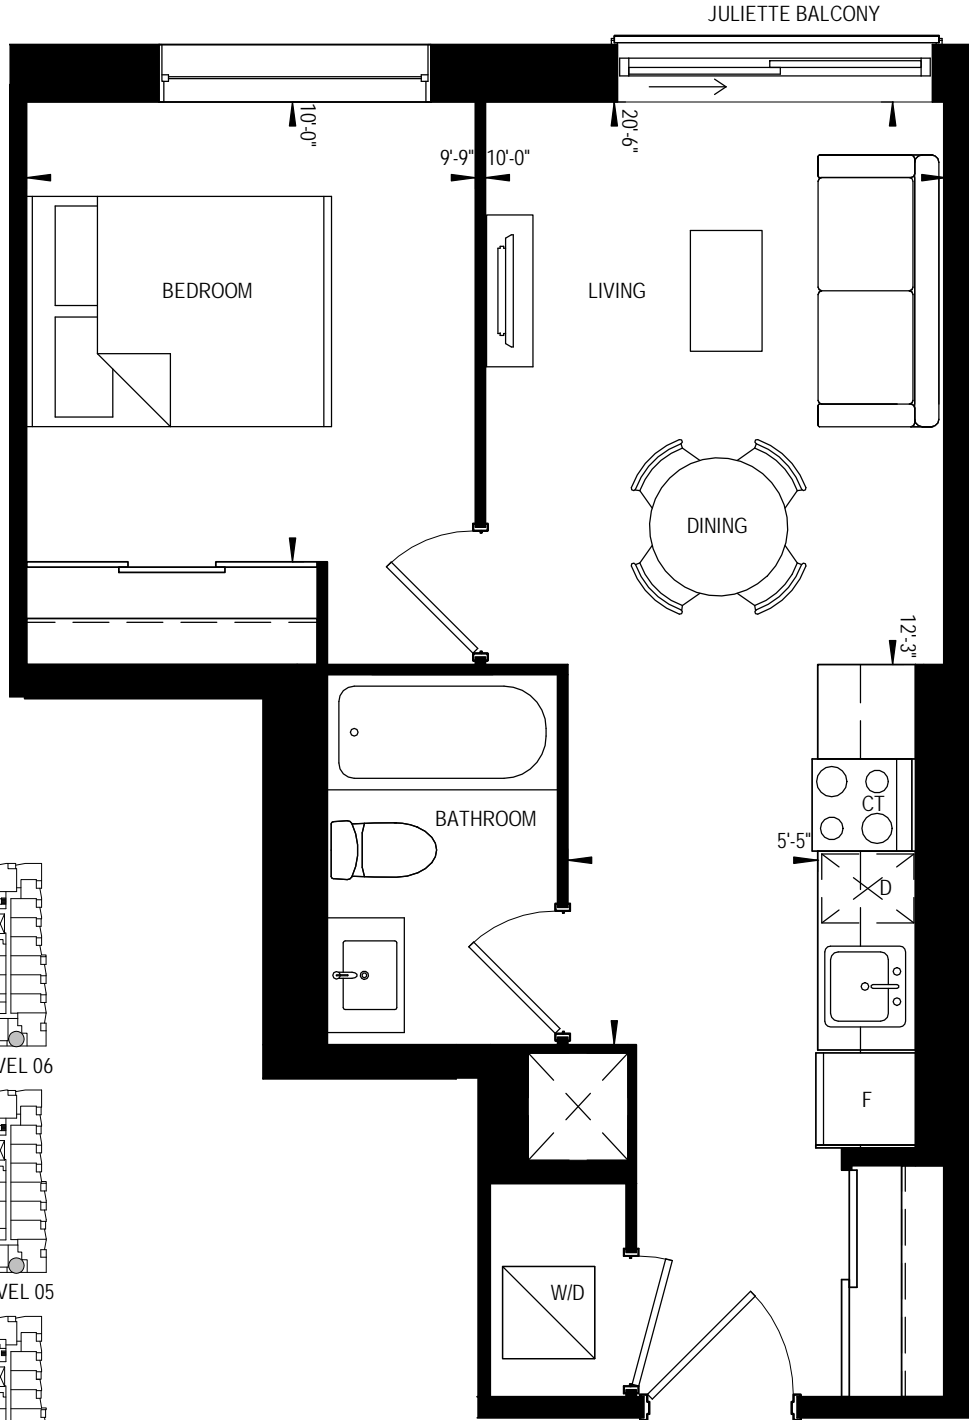 JULIETTE BALCONY
10'-0"
20'-6"
9'-9"
10'-0"
BEDROOM
LIVING
DINING
12'-3"
CT
BATHROOM
5'-5"
D
VEL 06
F
VEL 05
W/D